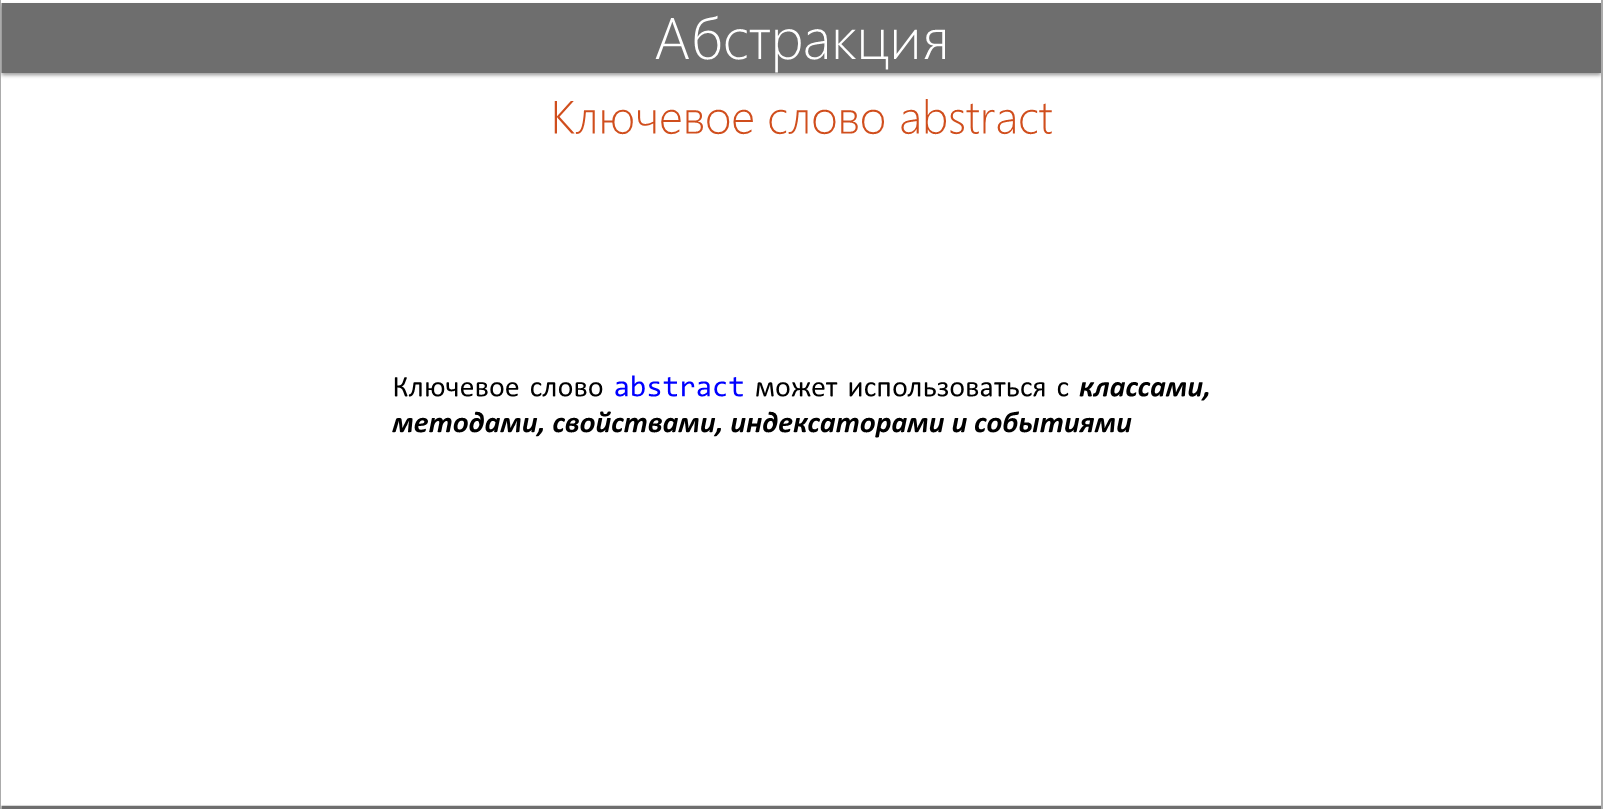 Абстракция
Ключевое слово abstract
Ключевое слово abstract может использоваться с классами,
методами, свойствами, индексаторами и событиями